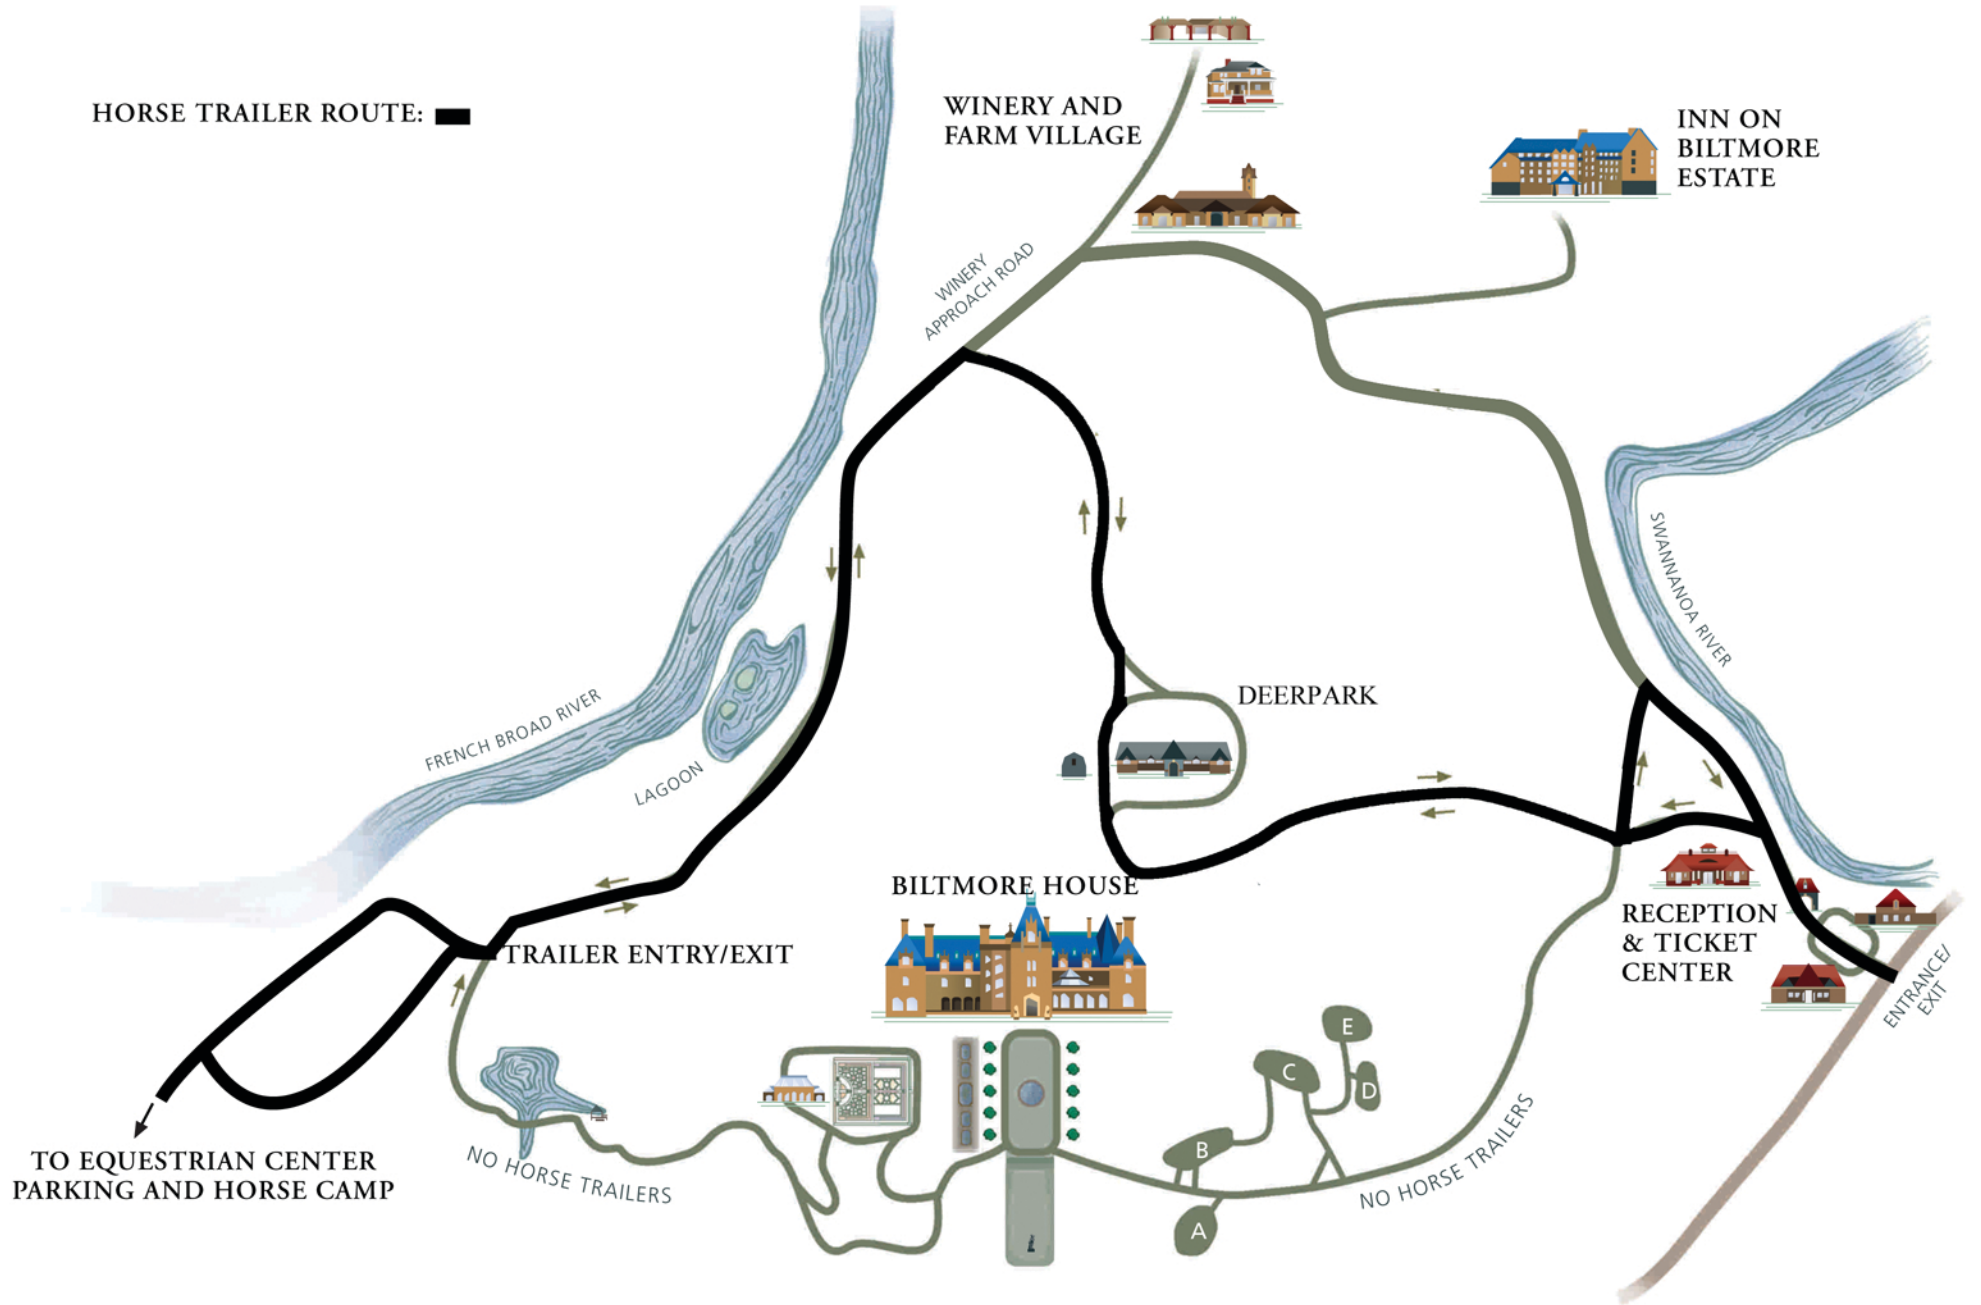 HORSE TRAILER ROUTE:
WINERY AND
FARM VILLAGE
INN ON
BILTMORE
ESTATE
WINERY
APPROACH ROAD
SWANNANOA RIVER
FRENCH BROAD RIVER
LAGOON
DEERPARK
BILTMORE HOUSE
RECEPTION
& TICKET
CENTER
ENTRANCE/
EXIT
TRAILER ENTRY/EXIT
E
C
D
B
A
NO HORSE TRAILERS
NO HORSE TRAILERS
TO EQUESTRIAN CENTER
PARKING AND HORSE CAMP